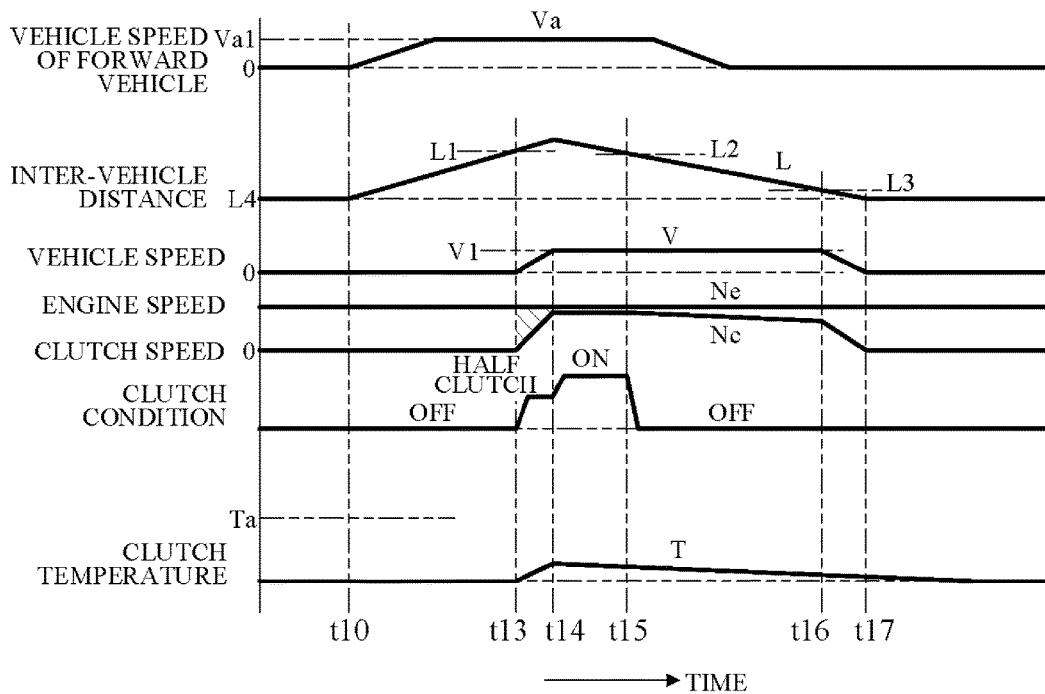 VEHICLE SPEED
OF FORWARD
VEHICLE
Va1
0
Va
INTER-VEHICLE
DISTANCE
L4
L1
L2
L
L3
VEHICLE SPEED
0
V1
V
ENGINE SPEED
Ne
CLUTCH SPEED
0
Nc
CLUTCH
CONDITION
OFF
HALF
CLUTCH
ON
OFF
Ta
CLUTCH
TEMPERATURE
T
t10
t13
t14
t15
t16
t17
TIME